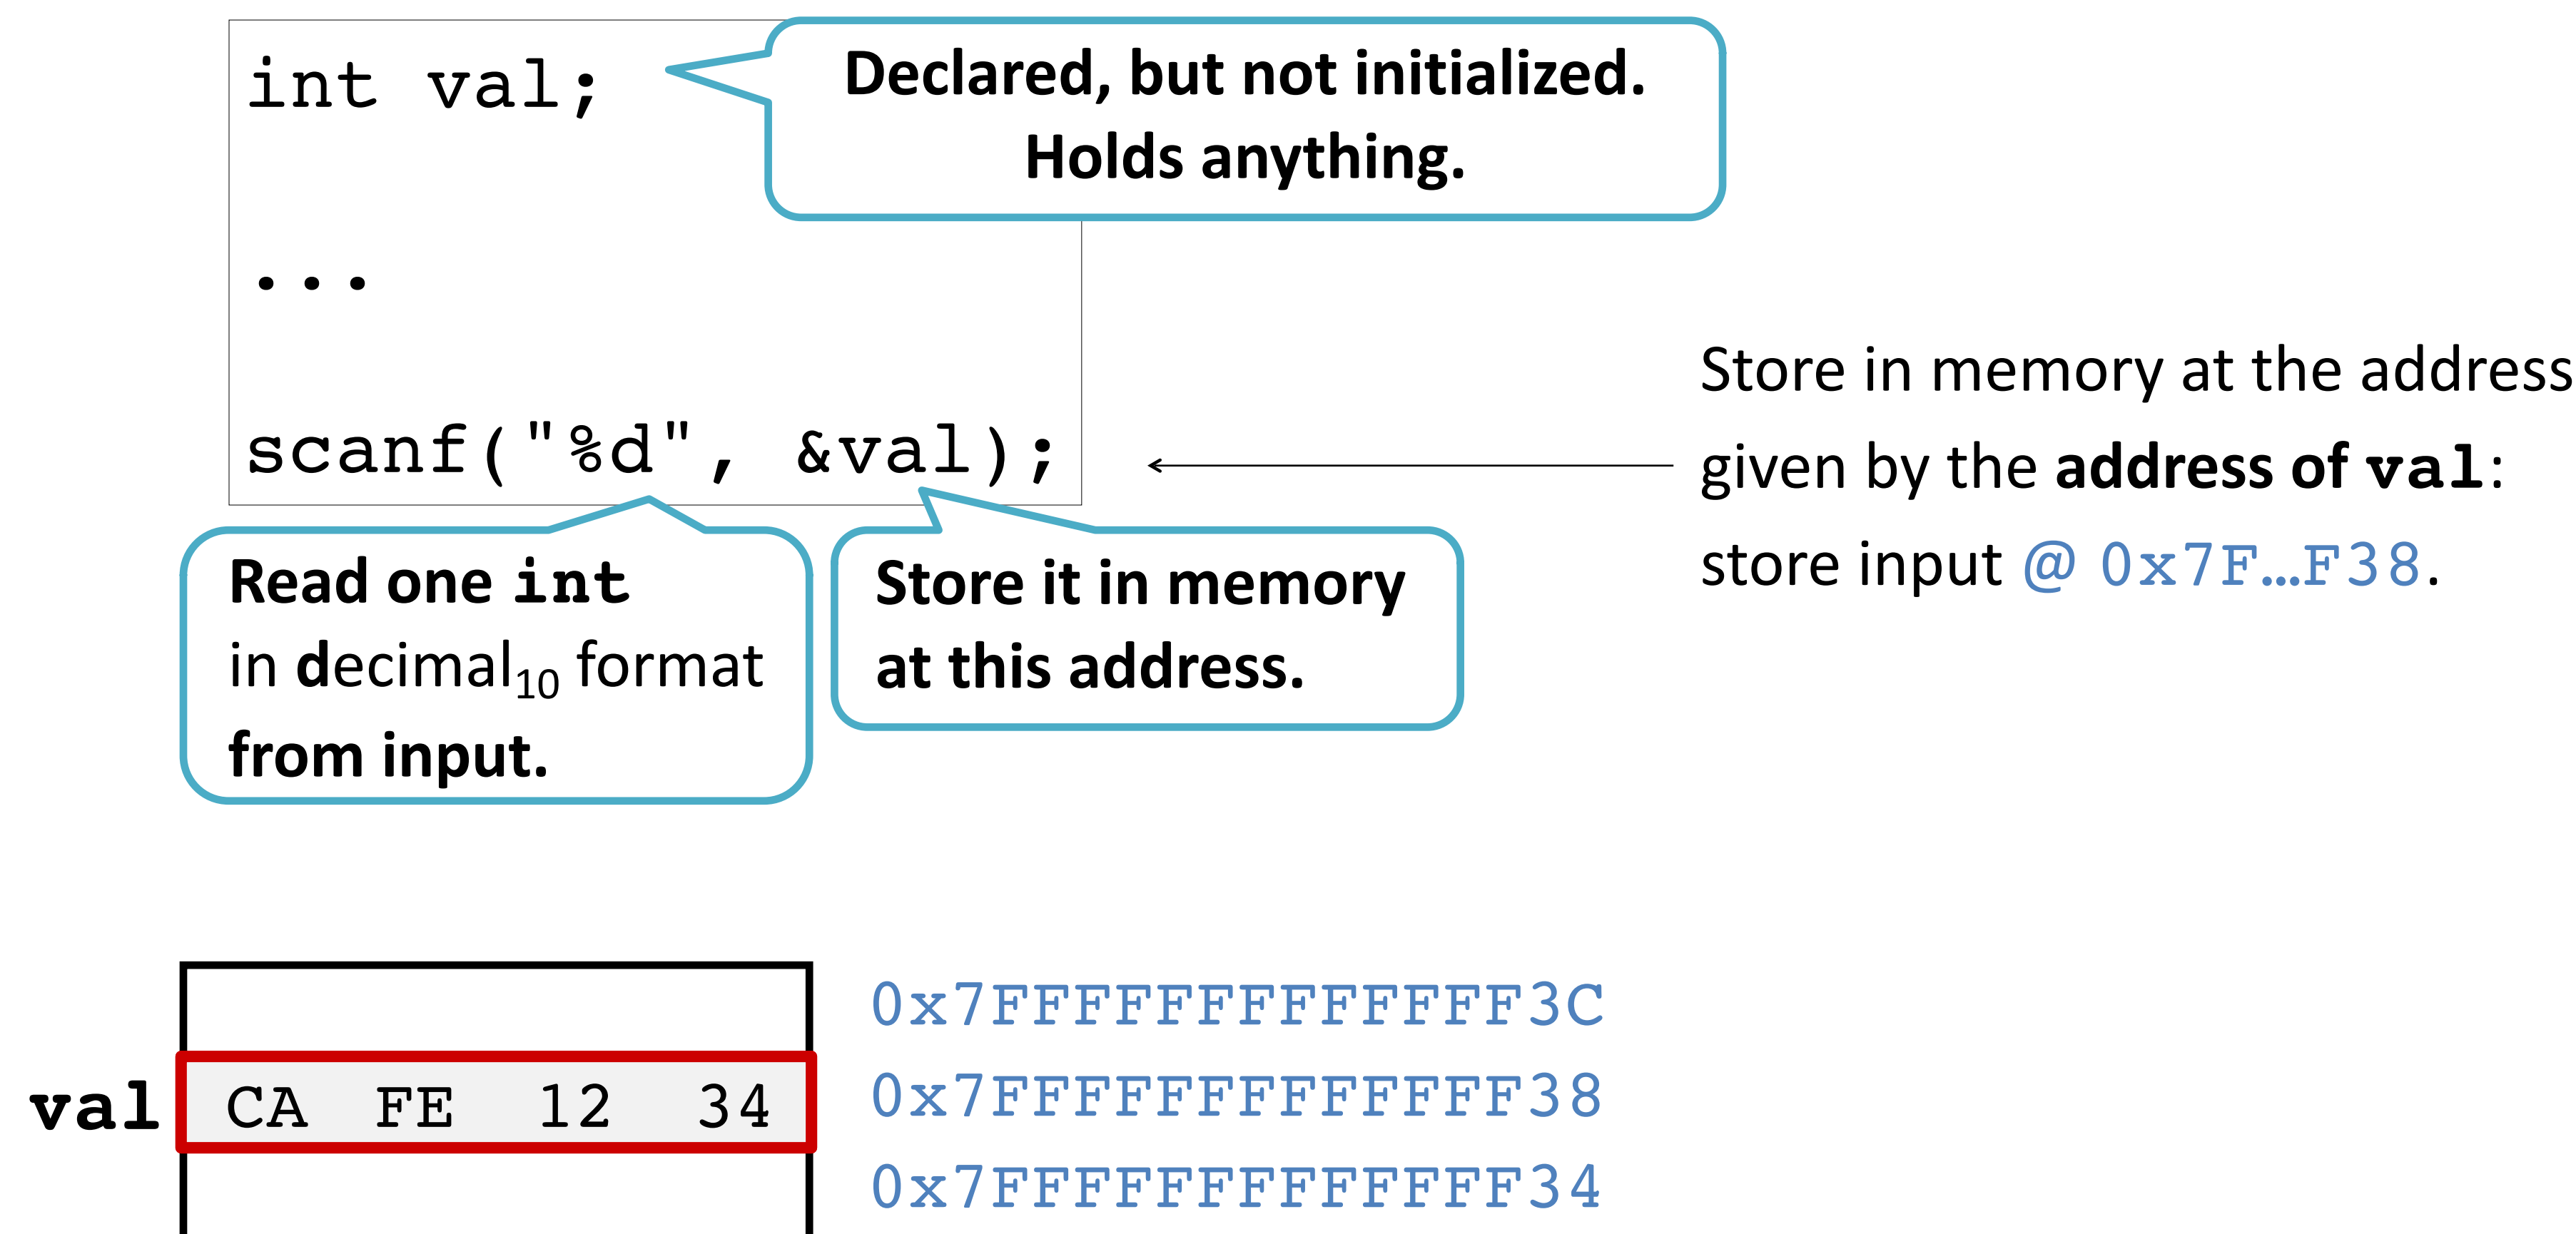 int val;
Declared, but not initialized.
Holds anything.
...
scanf("%d", &val);
Store in memory at the address
given by the address of val:
store input @ 0x7F…F38.
Read one int
in decimal10 format
from input.
Store it in memory
at this address.
0x7FFFFFFFFFFFFF3C
val CA FE 12 34 0x7FFFFFFFFFFFFF38
0x7FFFFFFFFFFFFF34